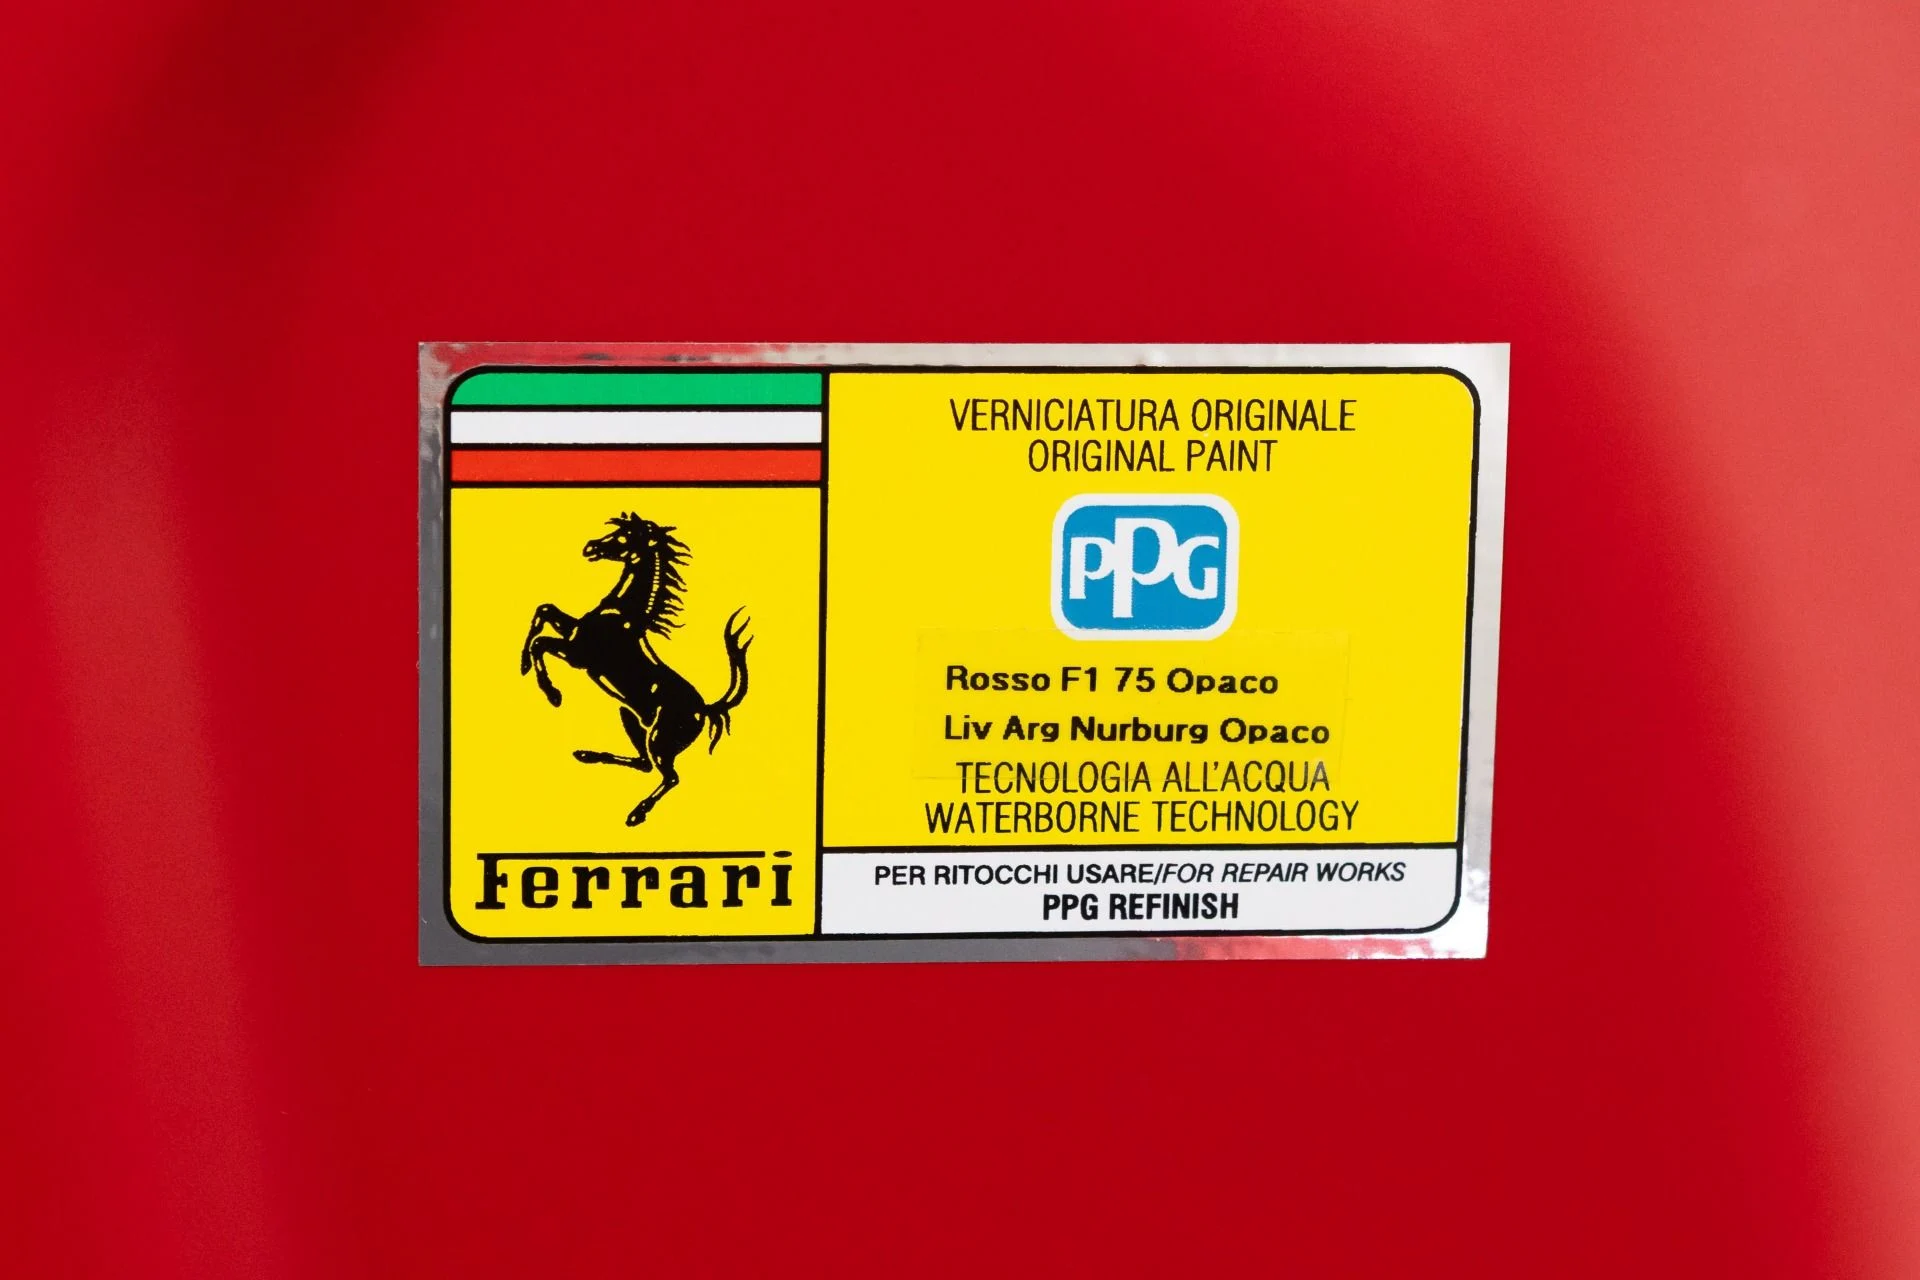 Ferrari
VERNICIATURA ORIGINALE
ORIGINAL PAINT
PPG
Rosso F1 75 Opaco
Liv Arg Nurburg Opaco
TECNOLOGIA ALL'ACQUA
WATERBORNE TECHNOLOGY
PER RITOCCHI USARE/FOR REPAIR WORKS
PPG REFINISH